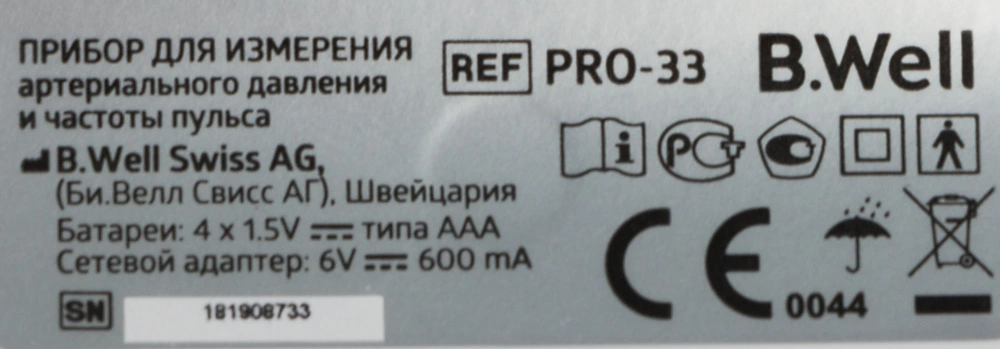 ПРИБОР ДЛЯ ИЗМЕРЕНИЯ
артериального давления
и частоты пульса
B.Well Swiss AG,
(Би.Велл Свисс АГ), Швейцария
Батареи: 4 x 1.5V типа AAA
Сетевой адаптер: 6V 600 mA
SN 181908733
REF PRO-33
B.Well
i РСТ
CE 0044